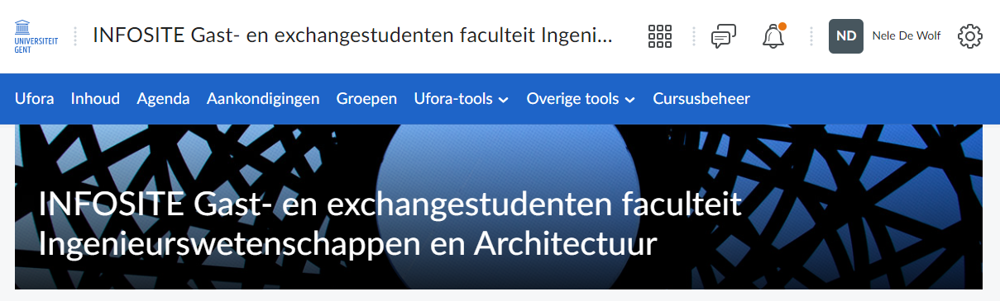 UNIVERSITEIT
GENT
INFOSITE Gast- en exchangestudenten faculteit Ingeni...
ND
Nele De Wolf
Ufora Inhoud Agenda Aankondigingen Groepen Ufora-tools Overige tools Cursusbeheer
INFOSITE Gast- en exchangestudenten faculteit
Ingenieurswetenschappen en Architectuur